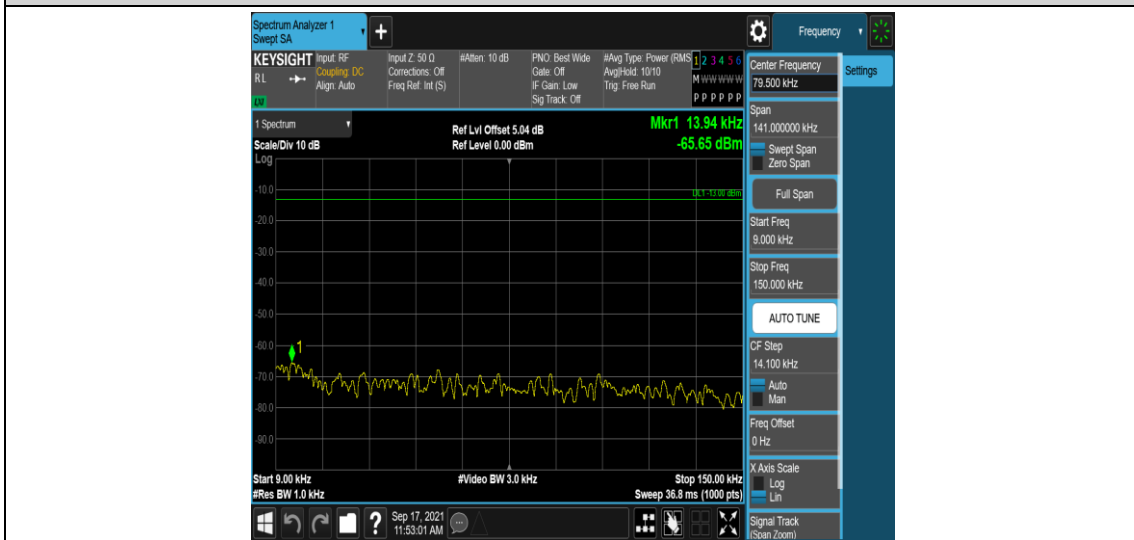 Spectrum Analyzer 1
Swept SA
+
Frequency
KEYSIGHT
RL
LXI
Input: RF
Coupling: DC
Align: Auto
Input Z: 50 Ω
Corrections: Off
Freq Ref: Int (S)
#Atten: 10 dB
PNO: Best Wide
Gate: Off
IF Gain: Low
Sig Track: Off
#Avg Type: Power (RMS
Avg|Hold: 10/10
Trig: Free Run
1 2 3 4 5 6
M W W W W W
P P P P P P
1 Spectrum
Scale/Div 10 dB
Log
Ref Lvl Offset 5.04 dB
Ref Level 0.00 dBm
Mkr1 13.94 kHz
-65.65 dBm
DL1 -13.00 dBm
-10.0
-20.0
-30.0
-40.0
-50.0
-60.0
1
-70.0
-80.0
-90.0
Start 9.00 kHz
#Res BW 1.0 kHz
#Video BW 3.0 kHz
Stop 150.00 kHz
Sweep 36.8 ms (1000 pts)
Center Frequency
79.500 kHz
Settings
Span
141.000000 kHz
Swept Span
Zero Span
Full Span
Start Freq
9.000 kHz
Stop Freq
150.000 kHz
AUTO TUNE
CF Step
14.100 kHz
Auto
Man
Freq Offset
0 Hz
X Axis Scale
Log
Lin
Signal Track
(Span Zoom)
?
Sep 17, 2021
11:53:01 AM